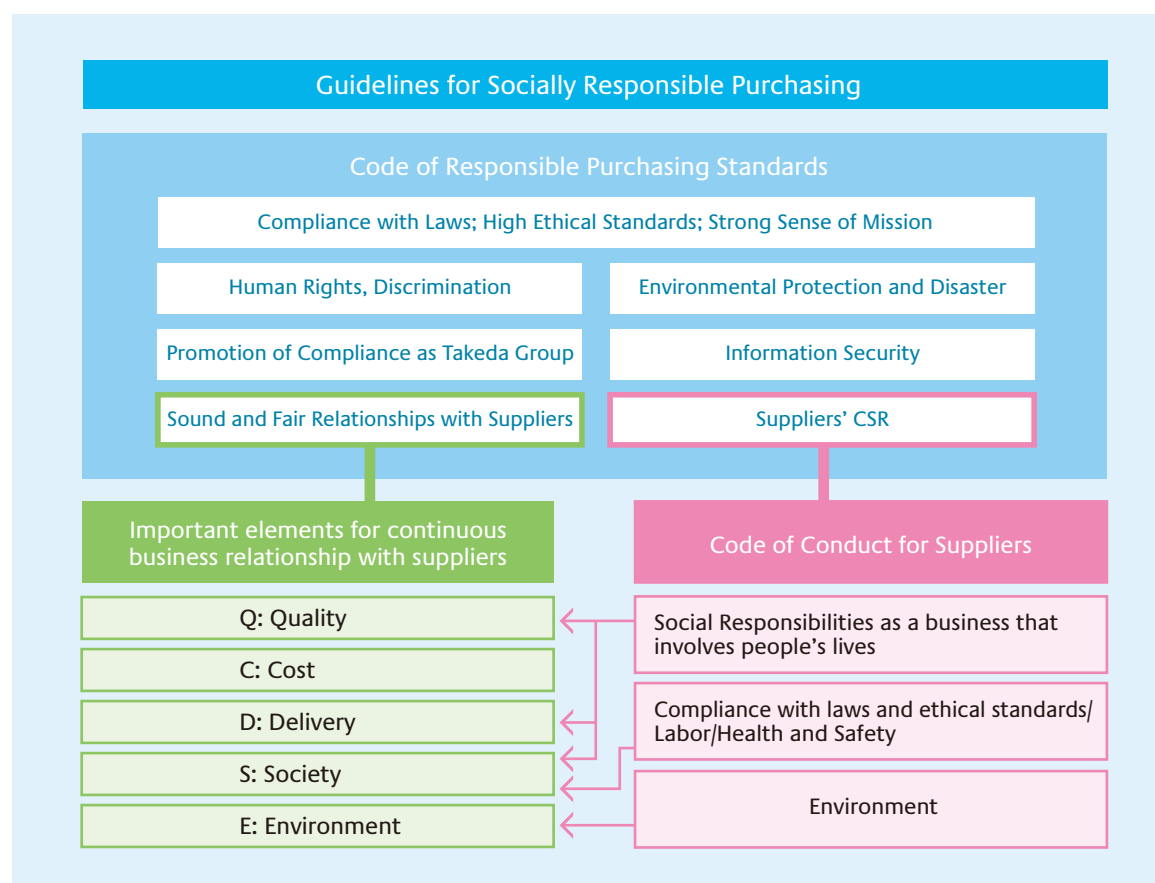 Guidelines for Socially Responsible Purchasing
Code of Responsible Purchasing Standards
Compliance with Laws; High Ethical Standards; Strong Sense of Mission
Human Rights, Discrimination
Environmental Protection and Disaster
Promotion of Compliance as Takeda Group
Information Security
Sound and Fair Relationships with Suppliers
Suppliers’ CSR
Important elements for continuous
business relationship with suppliers
Q: Quality
C: Cost
D: Delivery
S: Society
E: Environment
Code of Conduct for Suppliers
Social Responsibilities as a business that
involves people’s lives
Compliance with laws and ethical standards/
Labor/Health and Safety
Environment